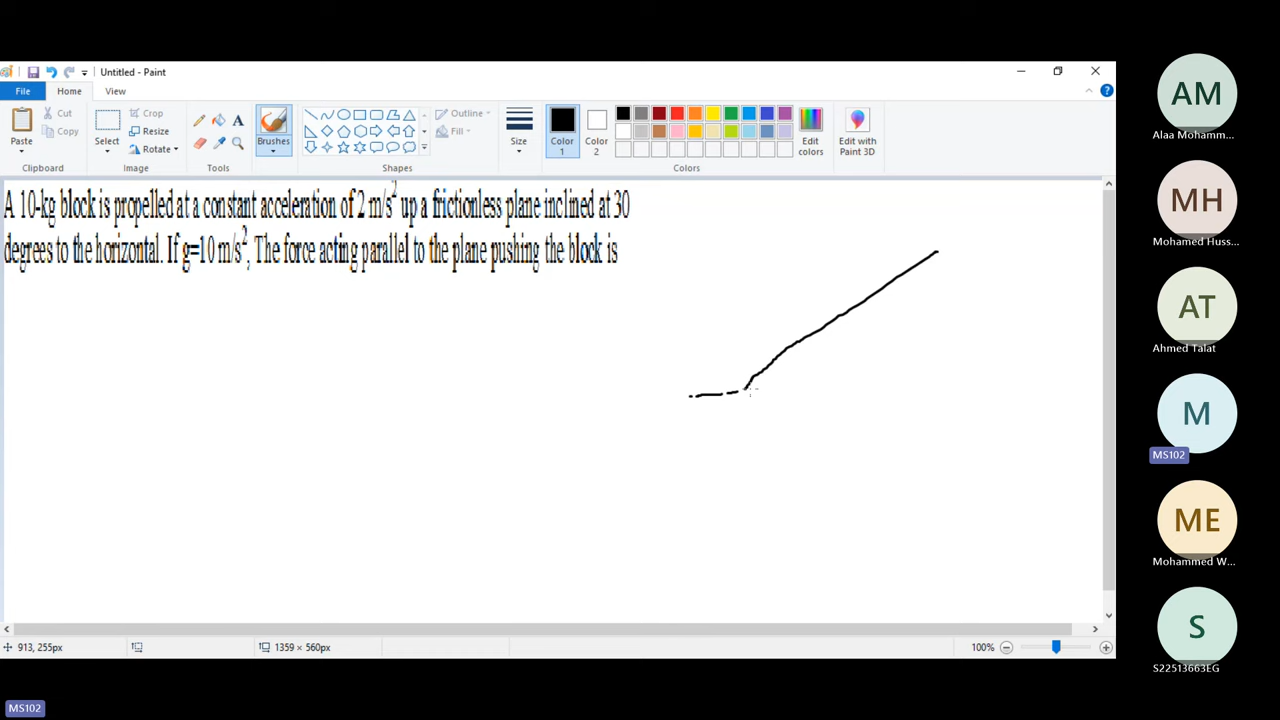 Untitled - Paint
File
Home
View
Paste
Cut
Copy
Clipboard
Select
Crop
Resize
Rotate
Image
A
Tools
Brushes
Outline
Fill
Shapes
Size
Color
1
Color
2
Edit
colors
Edit with
Paint 3D
Colors
A 10-kg block is propelled at a constant acceleration of 2 m/s² up a frictionless plane inclined at 30
degrees to the horizontal. If g=10 m/s², The force acting parallel to the plane pushing the block is
913, 255px
1359 × 560px
100%
AM
Alaa Mohamm...
MH
Mohamed Huss...
AT
Ahmed Talat
M
MS102
ME
Mohammed W...
S
S22513663EG
MS102